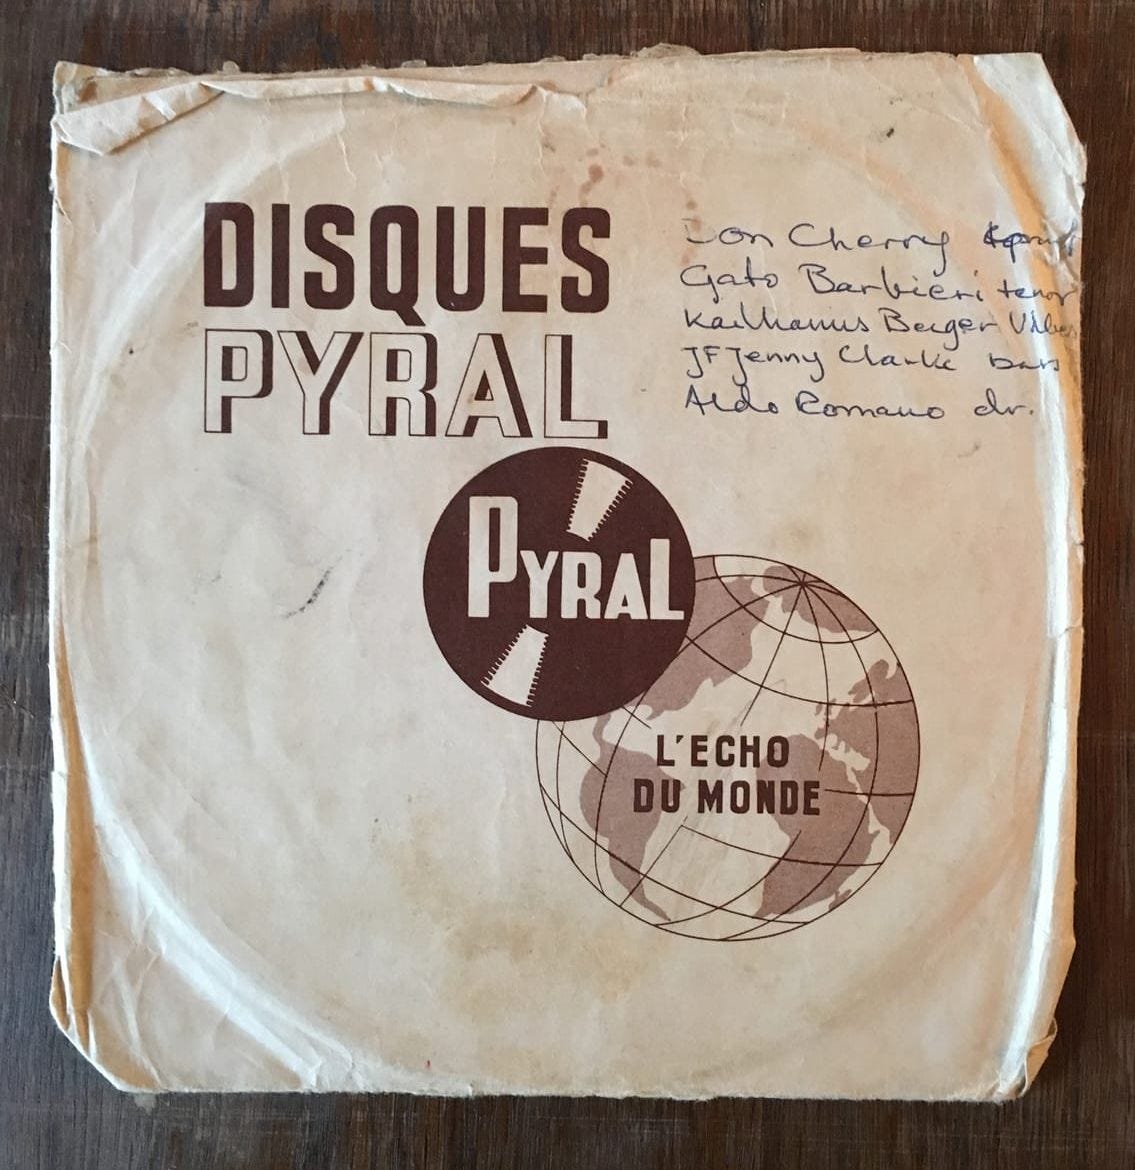 DISQUES
PYRAL
Don Cherry
Gato Barbieri tenor
Karlhanns Berger Vibes
JF Jenny Clarke bass
Aldo Romano dr.
PYRAL
L'ECHO
DU MONDE